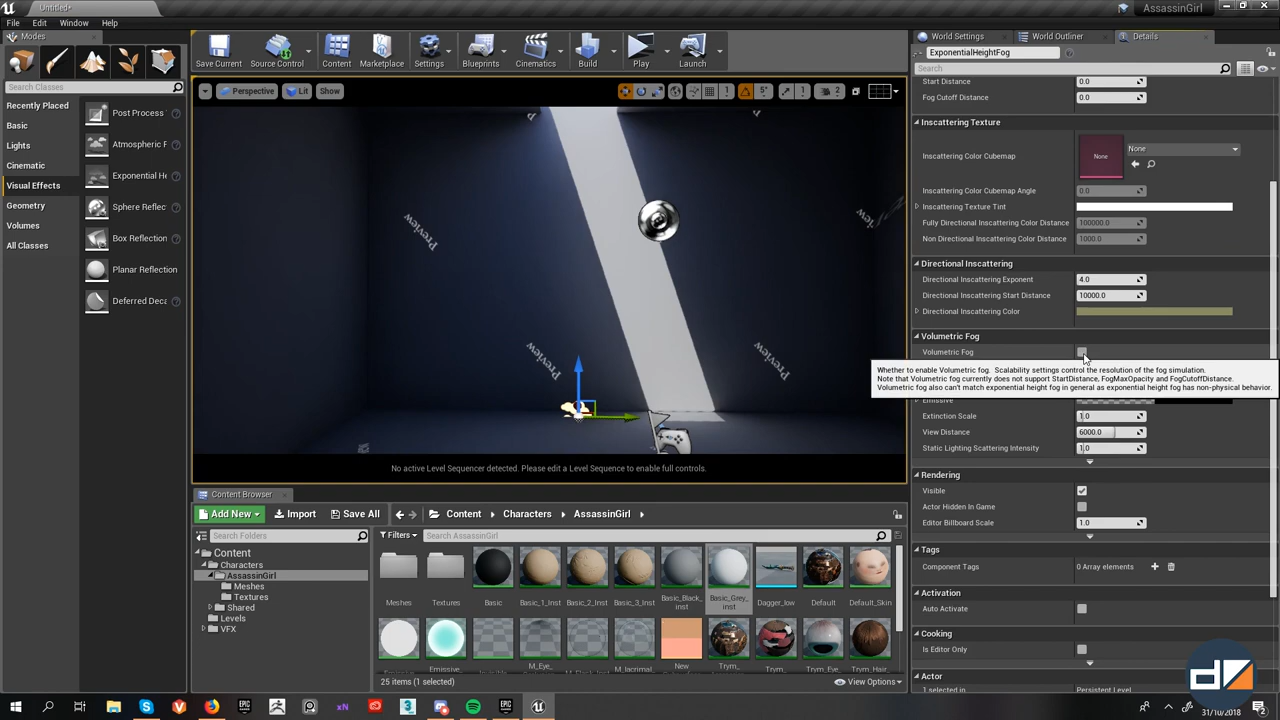 Untitled*
AssassinGirl
File Edit Window Help
Modes
Search Classes
Recently Placed
Basic
Lights
Cinematic
Visual Effects
Geometry
Volumes
All Classes
Post Process
Atmospheric F
Exponential He
Sphere Reflec
Box Reflection
Planar Reflection
Deferred Deca
Save Current
Source Control
Content
Marketplace
Settings
Blueprints
Cinematics
Build
Play
Launch
Perspective
Lit
Show
1
5°
1
2
Preview
Preview
Preview
No active Level Sequencer detected. Please edit a Level Sequence to enable full controls.
Content Browser
Add New
Import
Save All
Content
Characters
AssassinGirl
Search Folders
Filters
Search AssassinGirl
Content
Characters
AssassinGirl
Meshes
Textures
Shared
Levels
VFX
Meshes
Textures
Basic
Basic_1_Inst
Basic_2_Inst
Basic_3_Inst
Basic_Black_inst
Basic_Grey_inst
Dagger_low
Default
Default_Skin
M_Eye_
M_lacrimal_
New
Trym_
Trym_
Trym_Eye_
Trym_Hair_
25 items (1 selected)
View Options
World Settings
World Outliner
Details
ExponentialHeightFog
Search
Start Distance 0.0
Fog Cutoff Distance 0.0
Inscattering Texture
Inscattering Color Cubemap
None
None
Inscattering Color Cubemap Angle 0.0
Inscattering Texture Tint
Fully Directional Inscattering Color Distance 100000.0
Non Directional Inscattering Color Distance 1000.0
Directional Inscattering
Directional Inscattering Exponent 4.0
Directional Inscattering Start Distance 10000.0
Directional Inscattering Color
Volumetric Fog
Volumetric Fog
Whether to enable Volumetric fog. Scalability settings control the resolution of the fog simulation.
Note that Volumetric fog currently does not support StartDistance, FogMaxOpacity and FogCutoffDistance.
Volumetric fog also can't match exponential height fog in general as exponential height fog has non-physical behavior.
Emissive
Extinction Scale 1.0
View Distance 6000.0
Static Lighting Scattering Intensity 1.0
Rendering
Visible
Actor Hidden In Game
Editor Billboard Scale 1.0
Tags
Component Tags 0 Array elements
Activation
Auto Activate
Cooking
Is Editor Only
Actor
1 selected in Persistent Level
31/10/2018